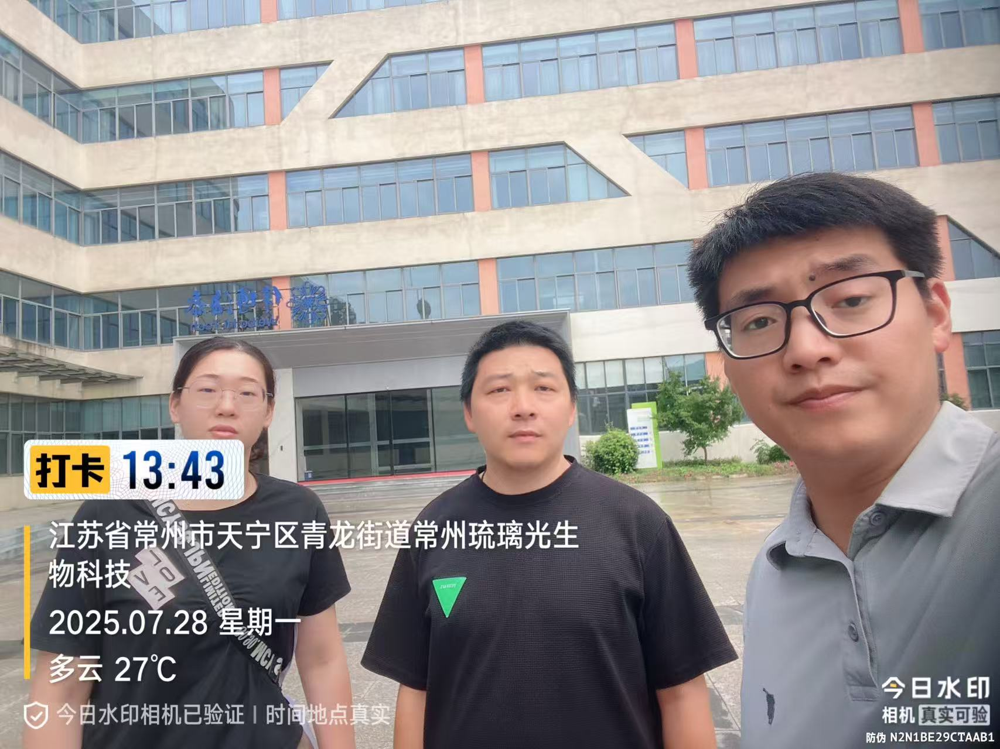 打卡 13:43
江苏省常州市天宁区青龙街道常州琉璃光生
物科技
2025.07.28 星期一
多云 27℃
今日水印相机已验证 | 时间地点真实
今日水印
相机 真实可验
防伪 N2N1BE29CTAAB1